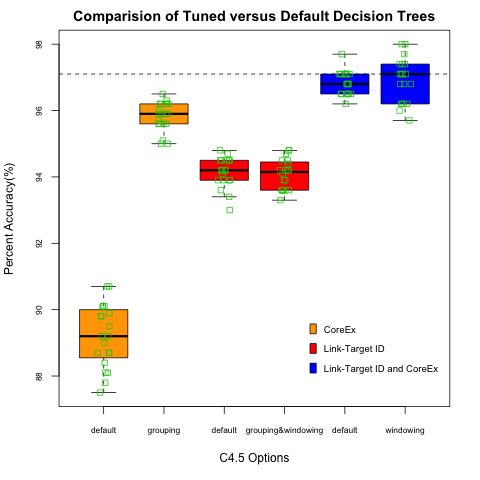 Comparision of Tuned versus Default Decision Trees
Percent Accuracy(%)
98
96
94
92
90
88
CoreEx
Link-Target ID
Link-Target ID and CoreEx
default grouping default grouping&windowing default windowing
C4.5 Options